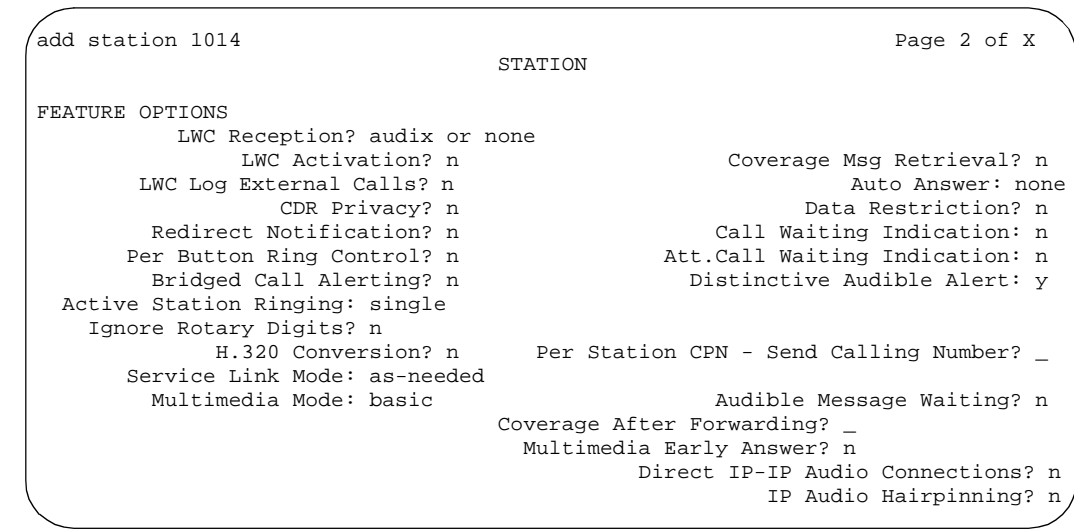 add station 1014 Page 2 of X
STATION
FEATURE OPTIONS
LWC Reception? audix or none
LWC Activation? n Coverage Msg Retrieval? n
LWC Log External Calls? n Auto Answer: none
CDR Privacy? n Data Restriction? n
Redirect Notification? n Call Waiting Indication: n
Per Button Ring Control? n Att.Call Waiting Indication: n
Bridged Call Alerting? n Distinctive Audible Alert: y
Active Station Ringing: single
Ignore Rotary Digits? n
H.320 Conversion? n Per Station CPN - Send Calling Number? _
Service Link Mode: as-needed
Multimedia Mode: basic Audible Message Waiting? n
Coverage After Forwarding? _
Multimedia Early Answer? n
Direct IP-IP Audio Connections? n
IP Audio Hairpinning? n